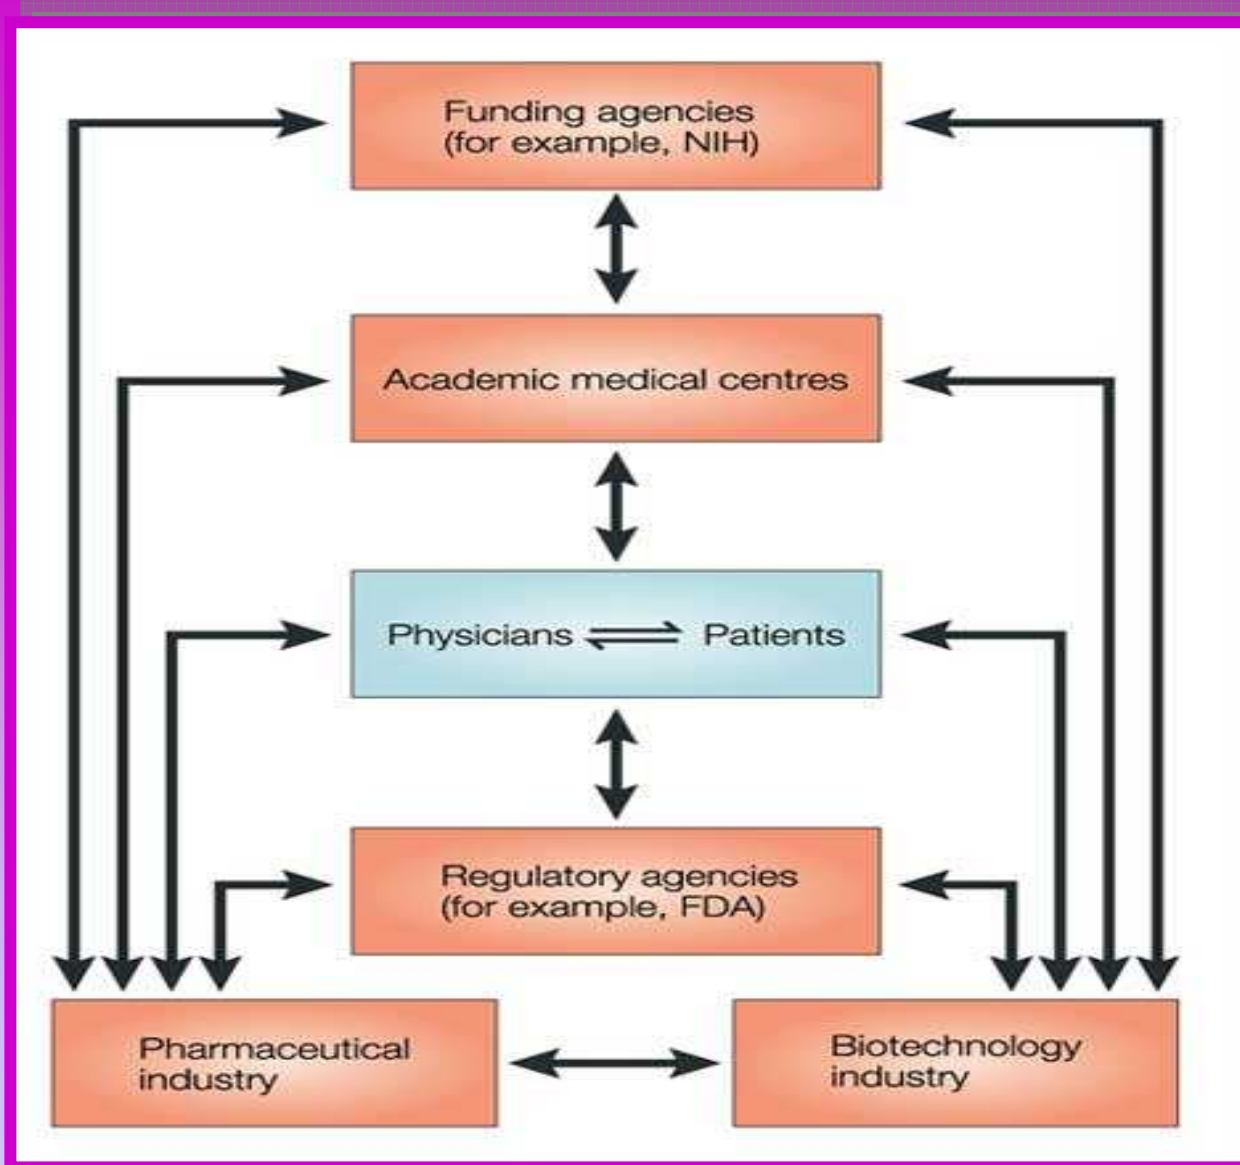 Funding agencies
(for example, NIH)
Academic medical centres
Physicians Patients
Regulatory agencies
(for example, FDA)
Pharmaceutical
industry
Biotechnology
industry